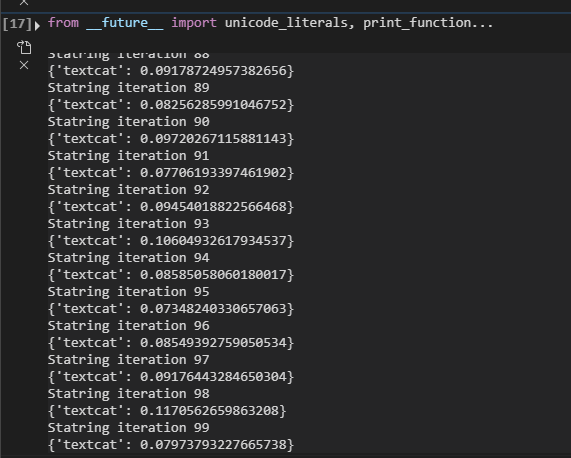 [17] from __future__ import unicode_literals, print_function...
Statring iteration 88
{'textcat': 0.09178724957382656}
Statring iteration 89
{'textcat': 0.08256285991046752}
Statring iteration 90
{'textcat': 0.09720267115881143}
Statring iteration 91
{'textcat': 0.07706193397461902}
Statring iteration 92
{'textcat': 0.09454018822566468}
Statring iteration 93
{'textcat': 0.10604932617934537}
Statring iteration 94
{'textcat': 0.08585058060180017}
Statring iteration 95
{'textcat': 0.07348240330657063}
Statring iteration 96
{'textcat': 0.08549392759050534}
Statring iteration 97
{'textcat': 0.09176443284650304}
Statring iteration 98
{'textcat': 0.1170562659863208}
Statring iteration 99
{'textcat': 0.07973793227665738}